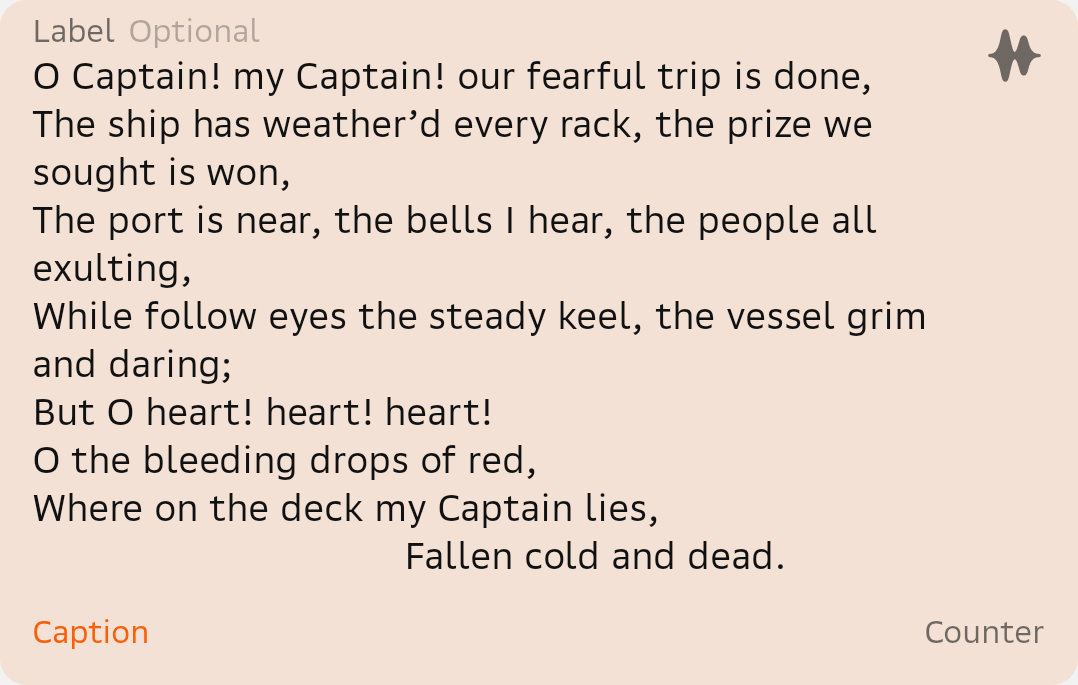 Label Optional
O Captain! my Captain! our fearful trip is done,
The ship has weather’d every rack, the prize we
sought is won,
The port is near, the bells I hear, the people all
exulting,
While follow eyes the steady keel, the vessel grim
and daring;
But O heart! heart! heart!
O the bleeding drops of red,
Where on the deck my Captain lies,
Fallen cold and dead.
Caption Counter